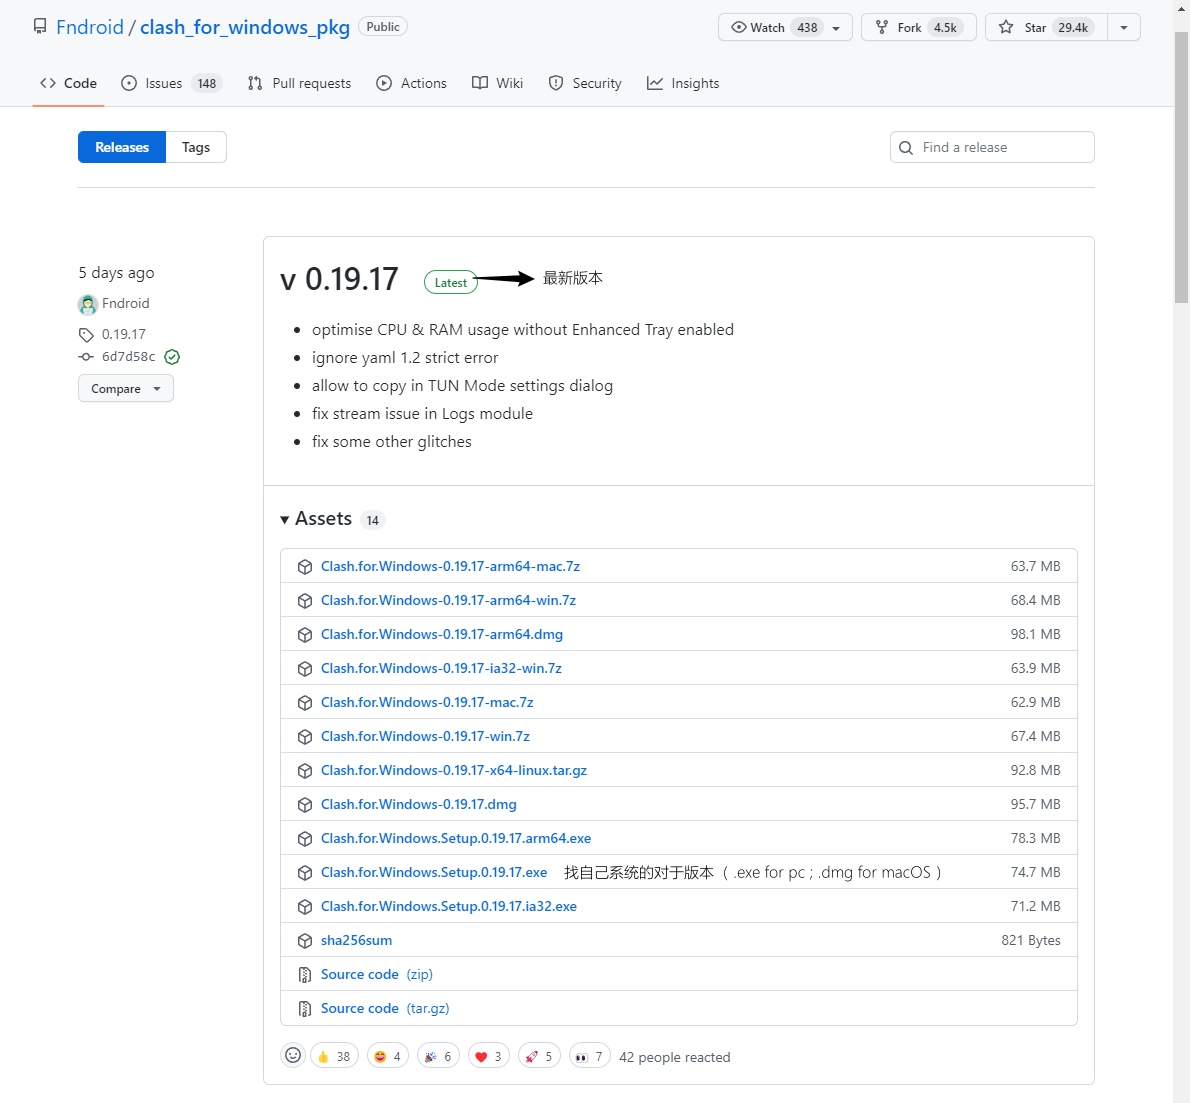 Fndroid / clash_for_windows_pkg Public
Watch 438 Fork 4.5k Star 29.4k
Code Issues 148 Pull requests Actions Wiki Security Insights
Releases Tags
Find a release
5 days ago
Fndroid
0.19.17
6d7d58c
Compare
v 0.19.17 Latest 最新版本
optimise CPU & RAM usage without Enhanced Tray enabled
ignore yaml 1.2 strict error
allow to copy in TUN Mode settings dialog
fix stream issue in Logs module
fix some other glitches
Assets 14
Clash.for.Windows-0.19.17-arm64-mac.7z 63.7 MB
Clash.for.Windows-0.19.17-arm64-win.7z 68.4 MB
Clash.for.Windows-0.19.17-arm64.dmg 98.1 MB
Clash.for.Windows-0.19.17-ia32-win.7z 63.9 MB
Clash.for.Windows-0.19.17-mac.7z 62.9 MB
Clash.for.Windows-0.19.17-win.7z 67.4 MB
Clash.for.Windows-0.19.17-x64-linux.tar.gz 92.8 MB
Clash.for.Windows-0.19.17.dmg 95.7 MB
Clash.for.Windows.Setup.0.19.17.arm64.exe 78.3 MB
Clash.for.Windows.Setup.0.19.17.exe 找自己系统的对于版本（ .exe for pc ; .dmg for macOS ） 74.7 MB
Clash.for.Windows.Setup.0.19.17.ia32.exe 71.2 MB
sha256sum 821 Bytes
Source code (zip)
Source code (tar.gz)
38 4 6 3 5 7 42 people reacted